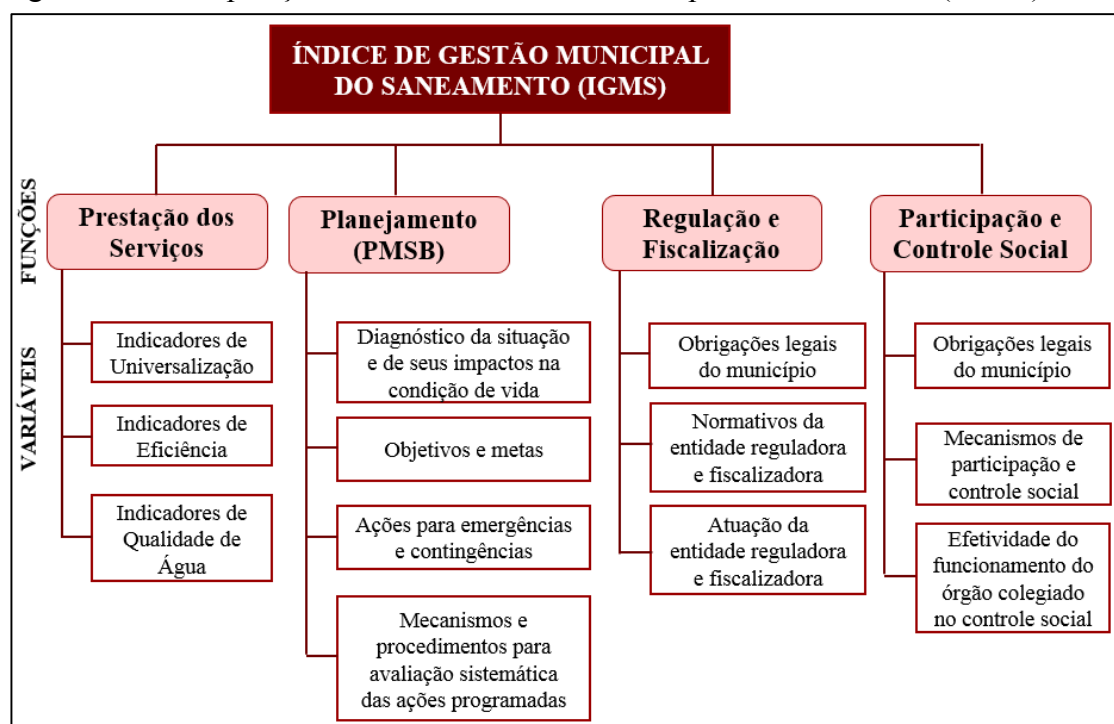 ÍNDICE DE GESTÃO MUNICIPAL
DO SANEAMENTO (IGMS)
FUNÇÕES
Prestação dos
Serviços
Planejamento
(PMSB)
Regulação e
Fiscalização
Participação e
Controle Social
VARIÁVEIS
Indicadores de
Universalização
Indicadores de
Eficiência
Indicadores de
Qualidade de
Água
Diagnóstico da situação
e de seus impactos na
condição de vida
Objetivos e metas
Ações para emergências
e contingências
Mecanismos e
procedimentos para
avaliação sistemática
das ações programadas
Obrigações legais
do município
Normativos da
entidade reguladora
e fiscalizadora
Atuação da
entidade reguladora
e fiscalizadora
Obrigações legais
do município
Mecanismos de
participação e
controle social
Efetividade do
funcionamento do
órgão colegiado
no controle social